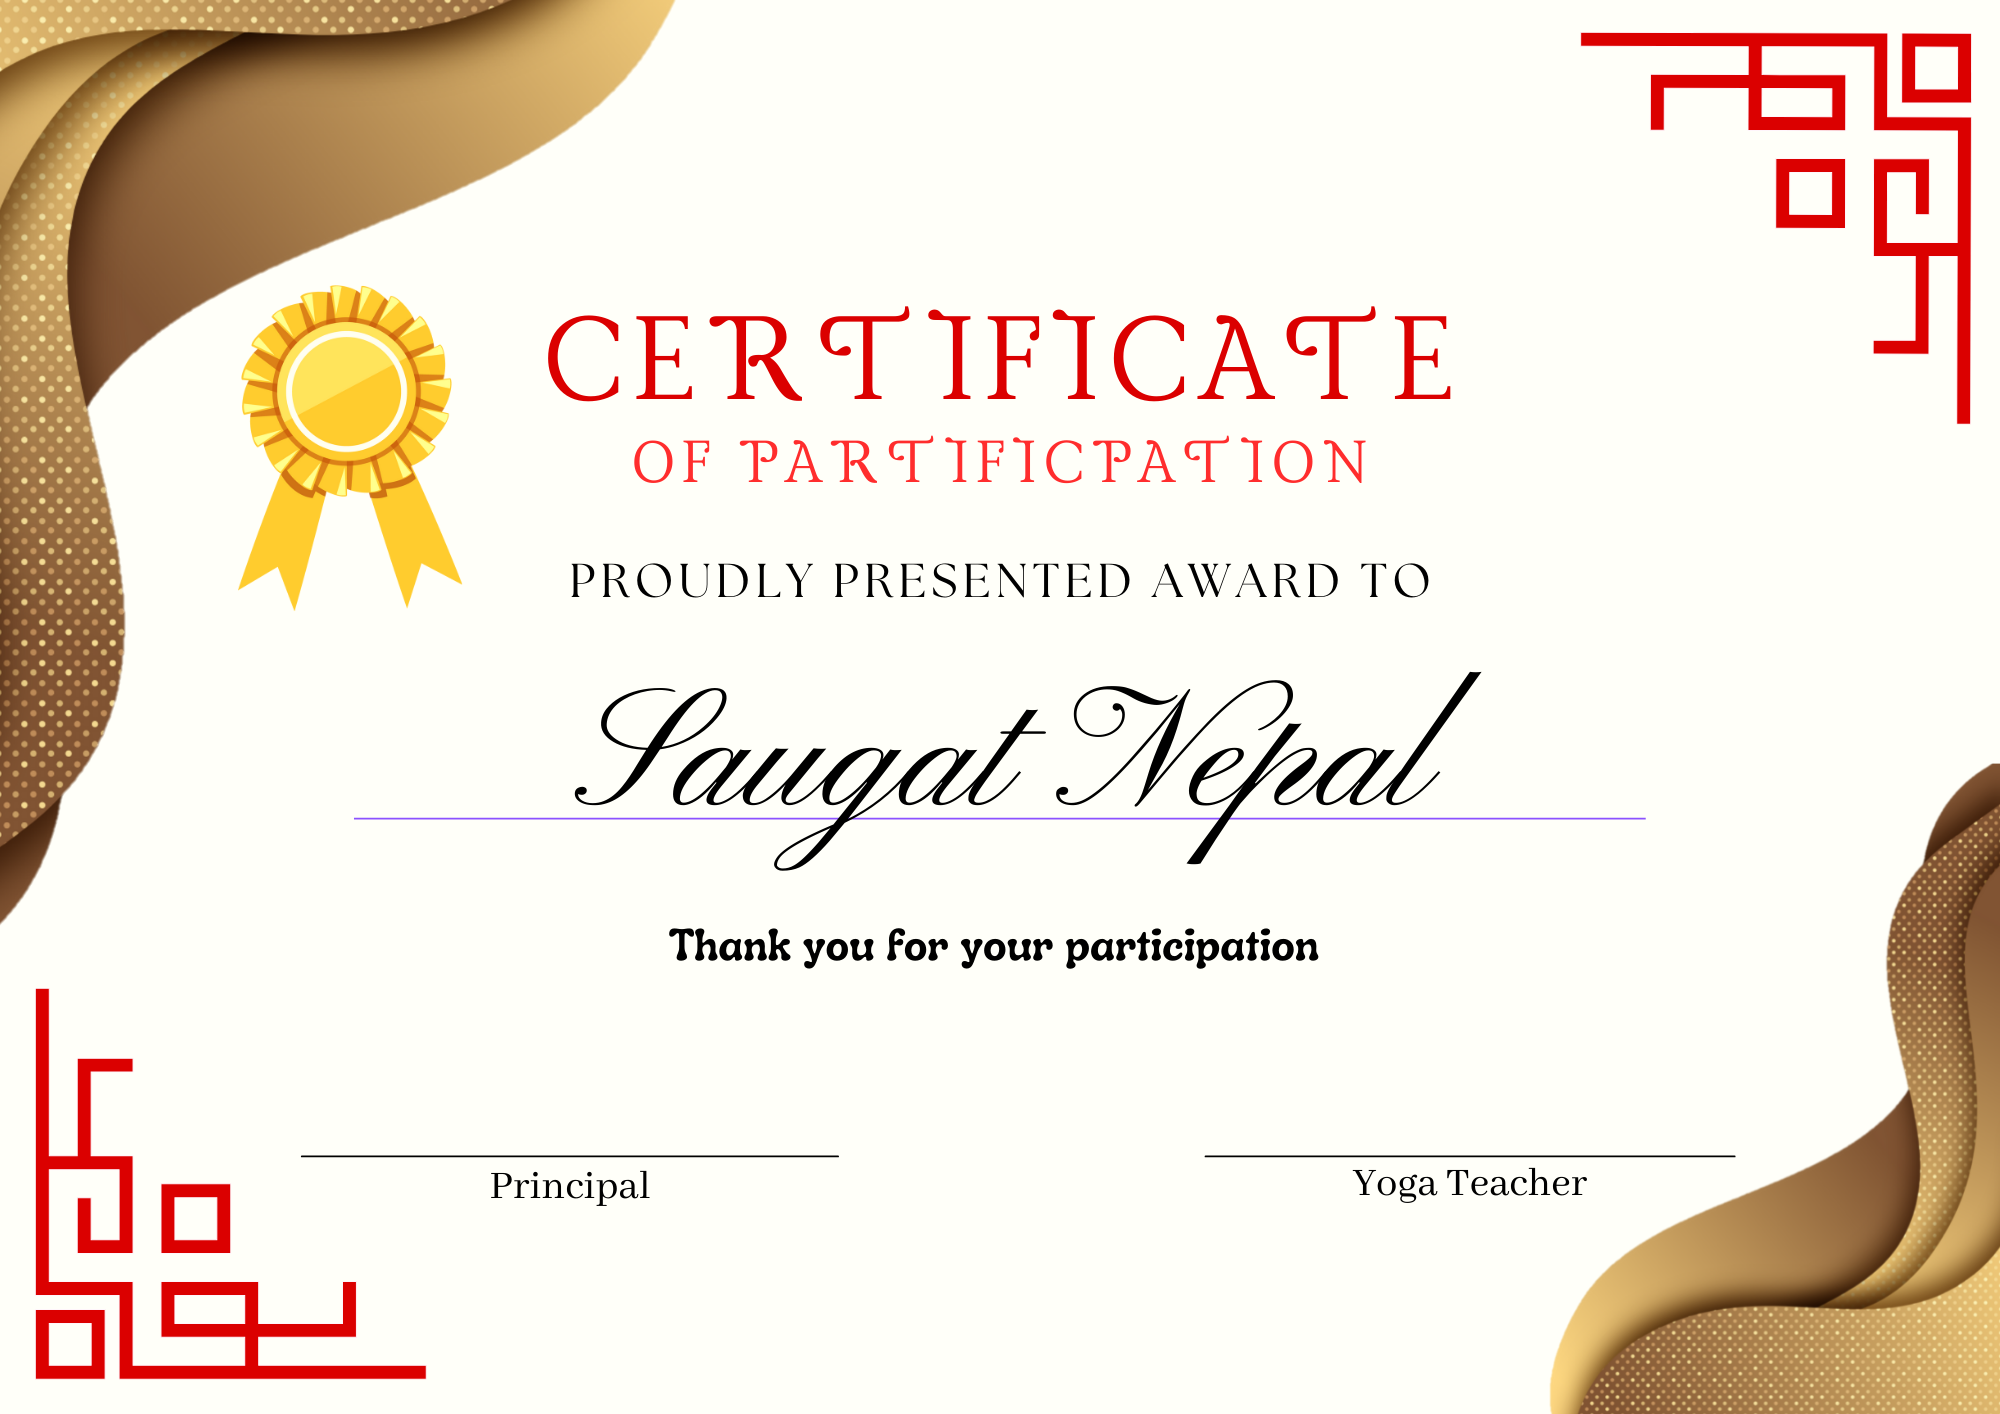 CERTIFICATE
OF PARTIFICPATION
PROUDLY PRESENTED AWARD TO
Saugat Nepal
Thank you for your participation
Principal
Yoga Teacher